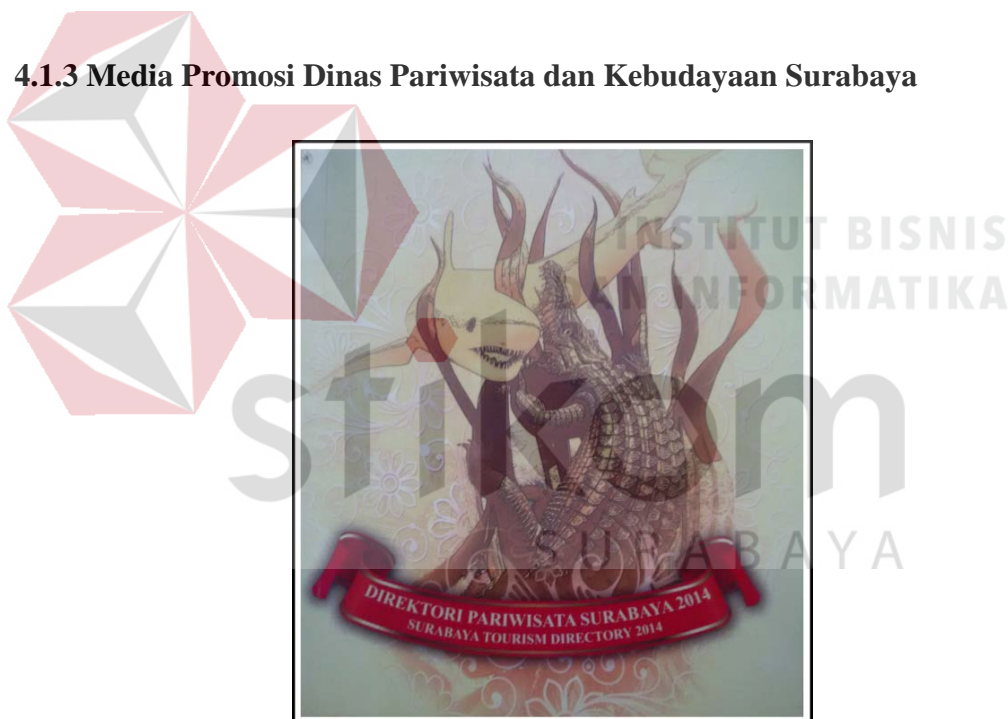 4.1.3 Media Promosi Dinas Pariwisata dan Kebudayaan Surabaya
INSTITUT BISNIS
DAN INFORMATIKA
stikom
SURABAYA
DIREKTORI PARIWISATA SURABAYA 2014
SURABAYA TOURISM DIRECTORY 2014